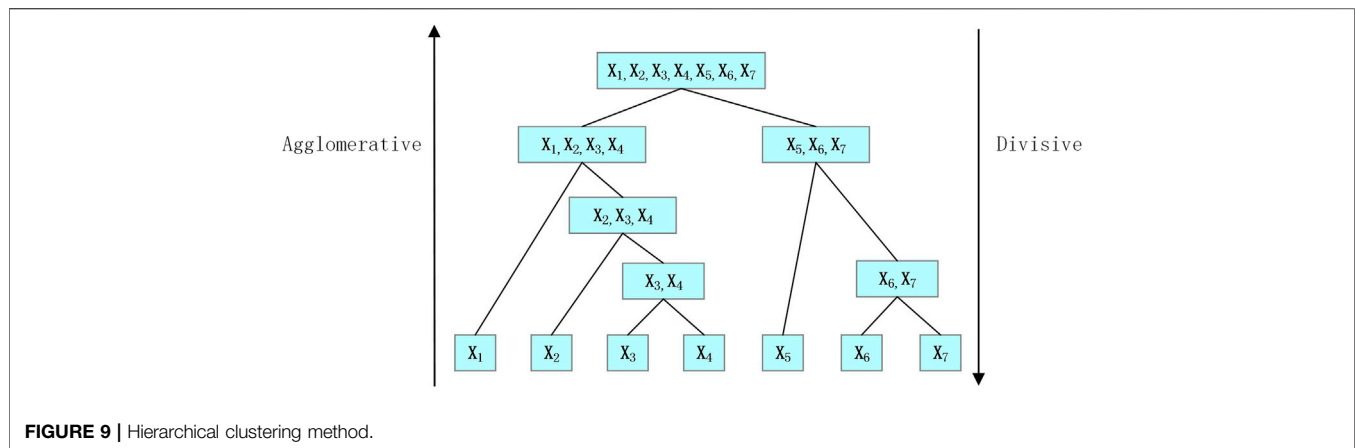 X₁, X₂, X₃, X₄, X₅, X₆, X₇
Agglomerative
X₁, X₂, X₃, X₄
X₅, X₆, X₇
Divisive
X₂, X₃, X₄
X₃, X₄
X₆, X₇
X₁
X₂
X₃
X₄
X₅
X₆
X₇
FIGURE 9 | Hierarchical clustering method.